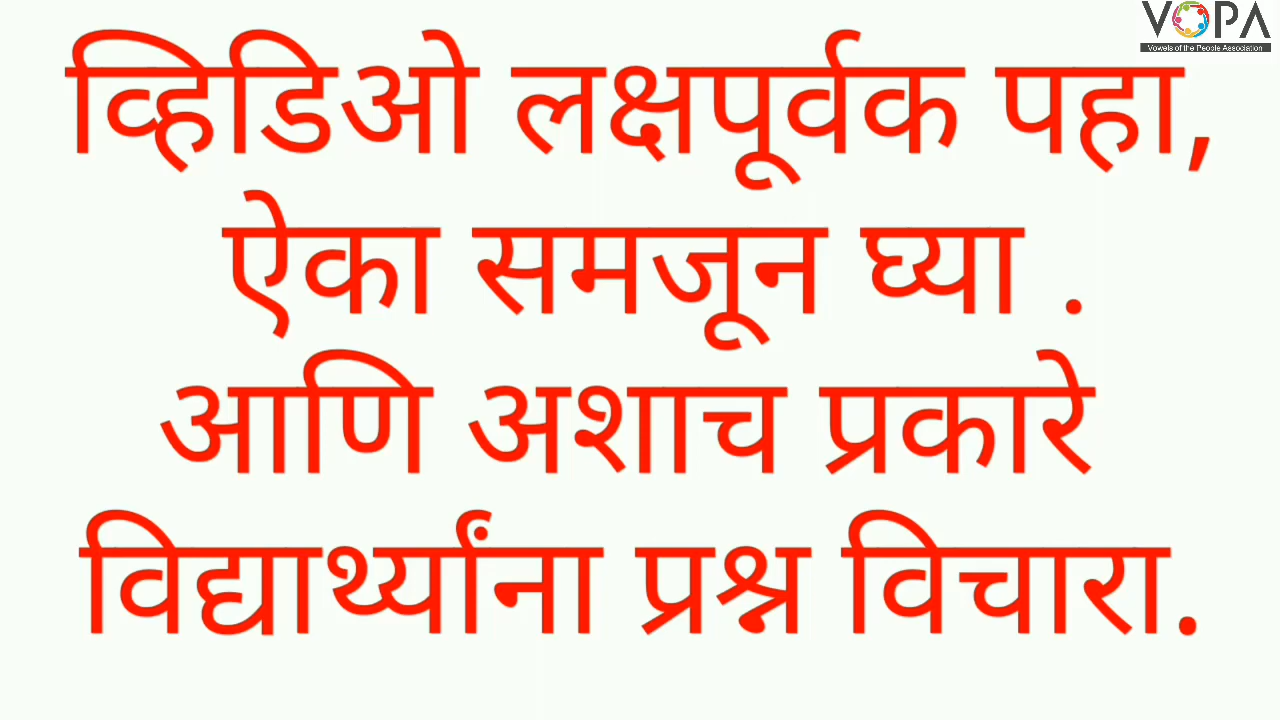 VOPA
Vowels of the People Association
व्हिडिओ लक्षपूर्वक पहा,
ऐका समजून घ्या .
आणि अशाच प्रकारे
विद्यार्थ्यांना प्रश्न विचारा.